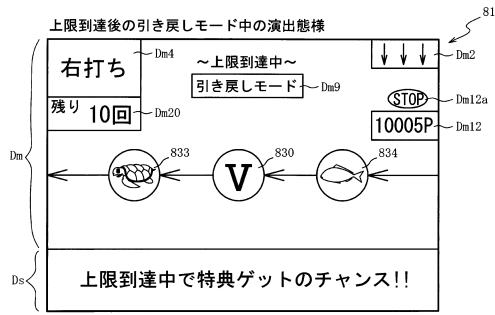 上限到達後の引き戻しモード中の演出態様
81
右打ち
Dm4
～上限到達中～
引き戻しモード
Dm9
Dm2
残り 10回
Dm20
STOP
Dm12a
10005P
Dm12
Dm
833
V
830
834
Ds
上限到達中で特典ゲットのチャンス!!